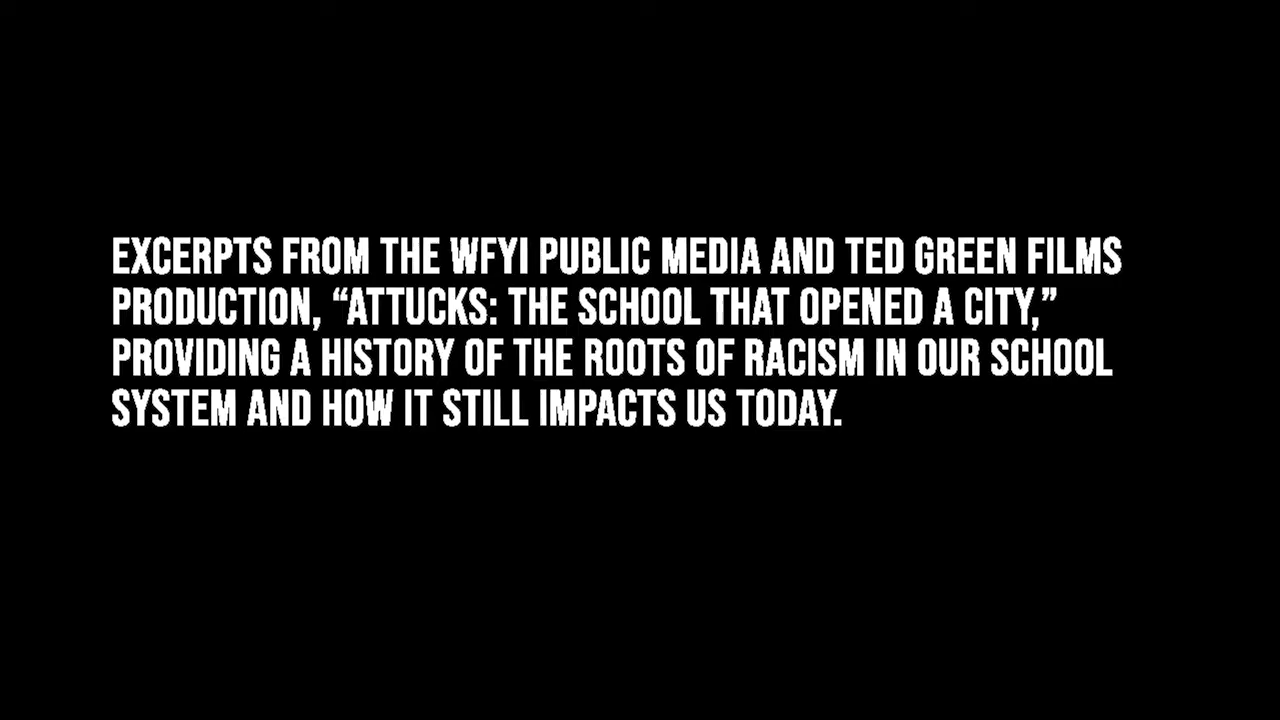 EXCERPTS FROM THE WFYI PUBLIC MEDIA AND TED GREEN FILMS
PRODUCTION, “ATTUCKS: THE SCHOOL THAT OPENED A CITY,”
PROVIDING A HISTORY OF THE ROOTS OF RACISM IN OUR SCHOOL
SYSTEM AND HOW IT STILL IMPACTS US TODAY.